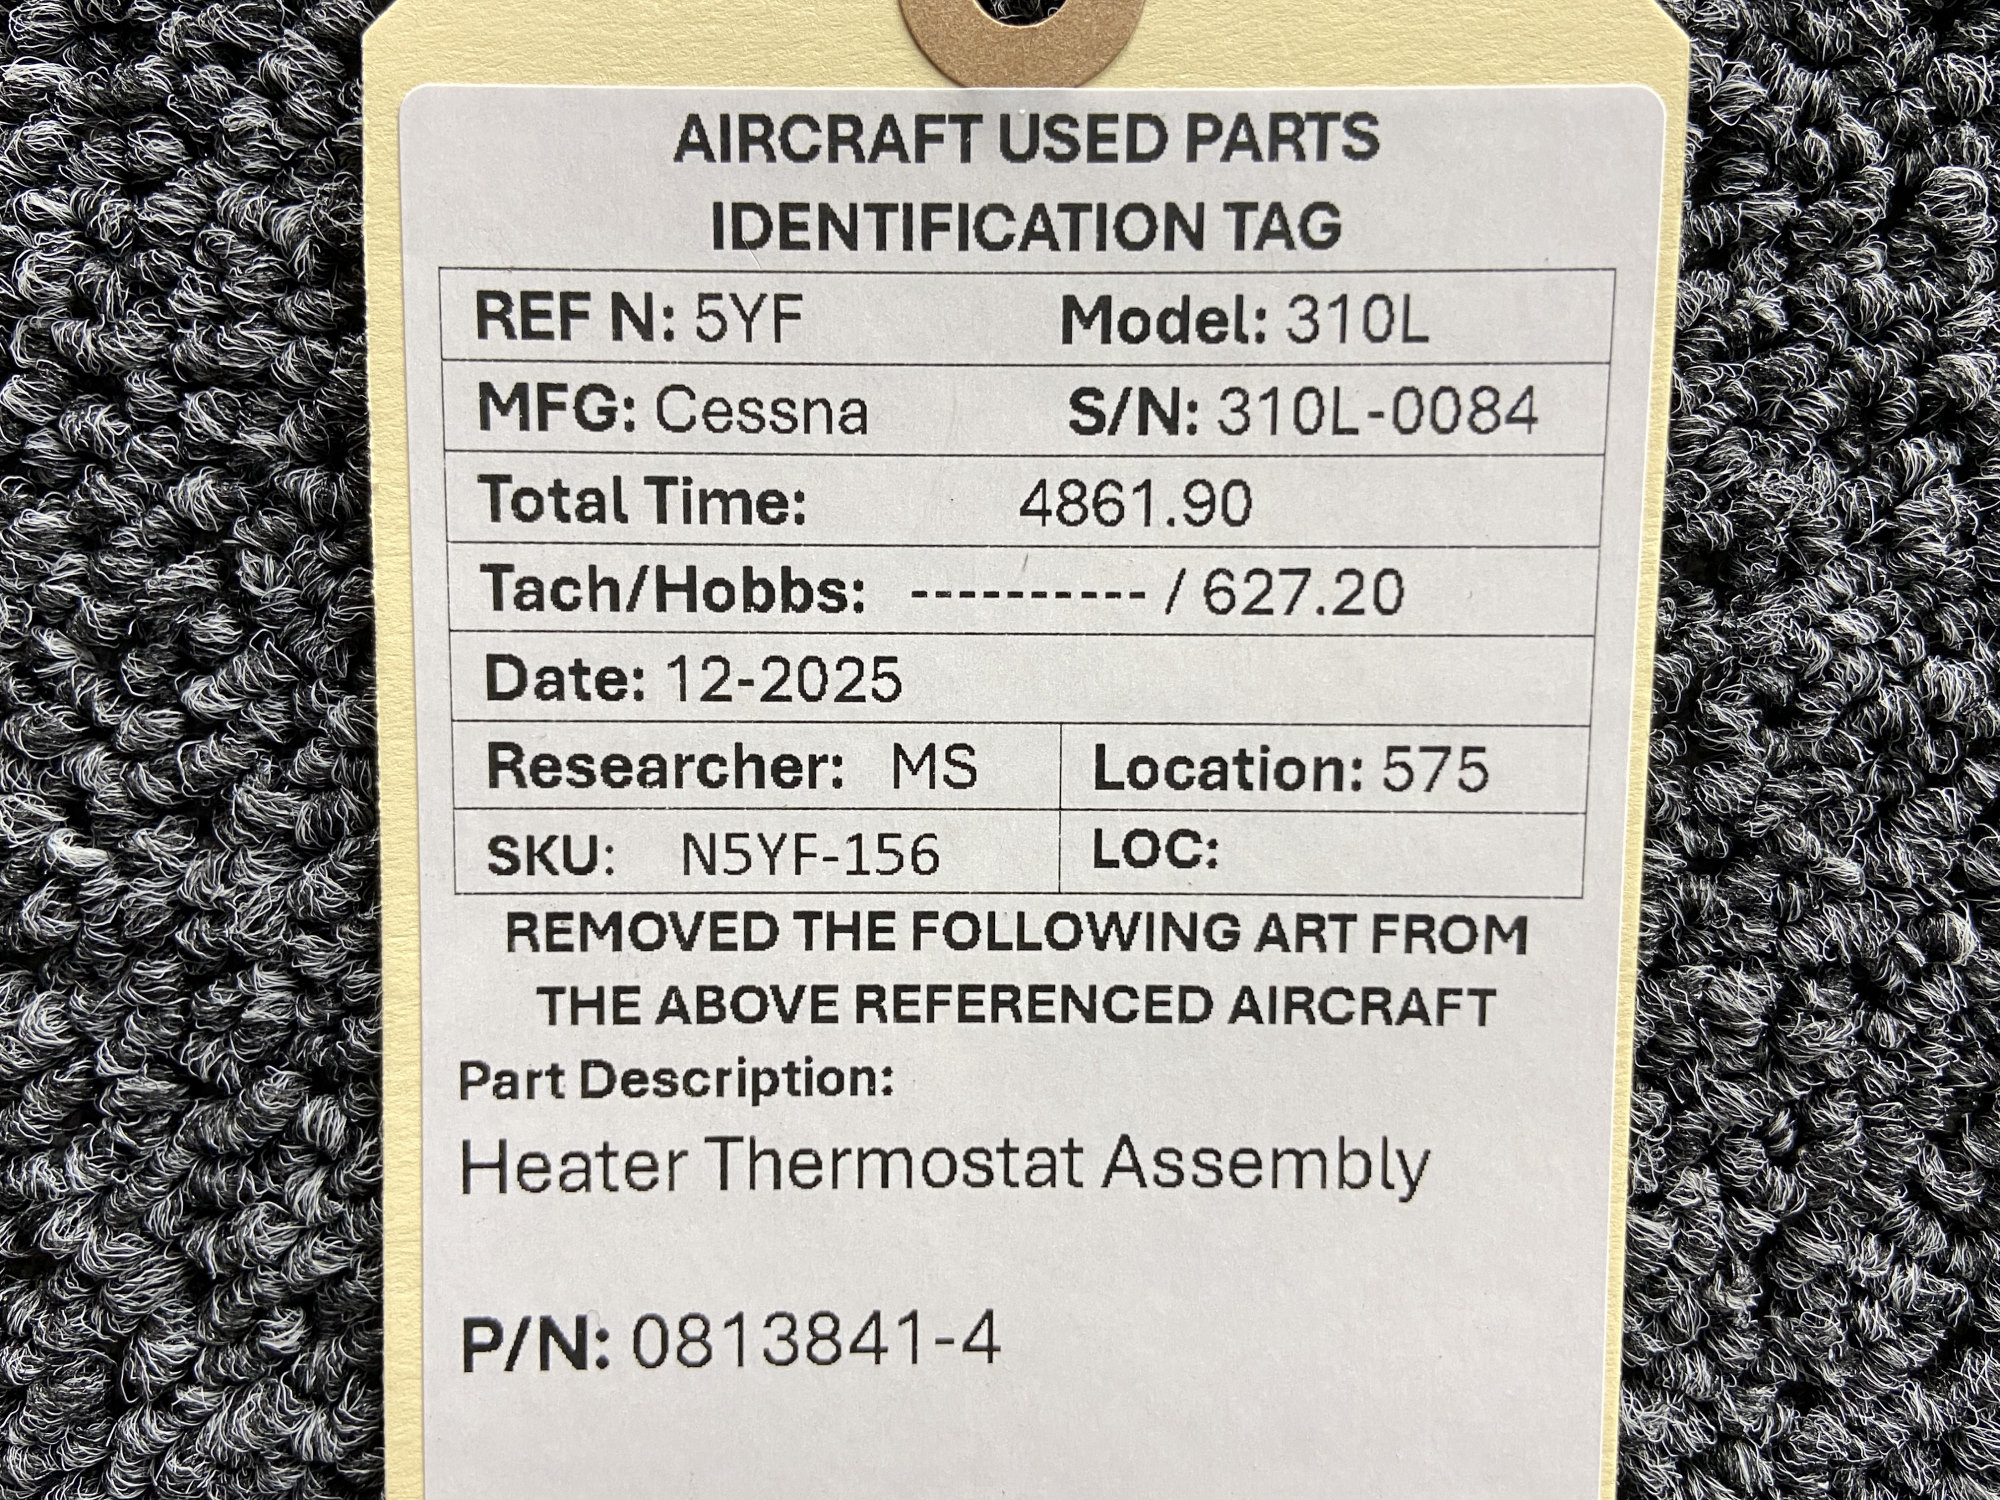 AIRCRAFT USED PARTS
IDENTIFICATION TAG
REF N: 5YF Model: 310L
MFG: Cessna S/N: 310L-0084
Total Time: 4861.90
Tach/Hobbs: ---------- / 627.20
Date: 12-2025
Researcher: MS Location: 575
SKU: N5YF-156 LOC:
REMOVED THE FOLLOWING ART FROM
THE ABOVE REFERENCED AIRCRAFT
Part Description:
Heater Thermostat Assembly
P/N: 0813841-4